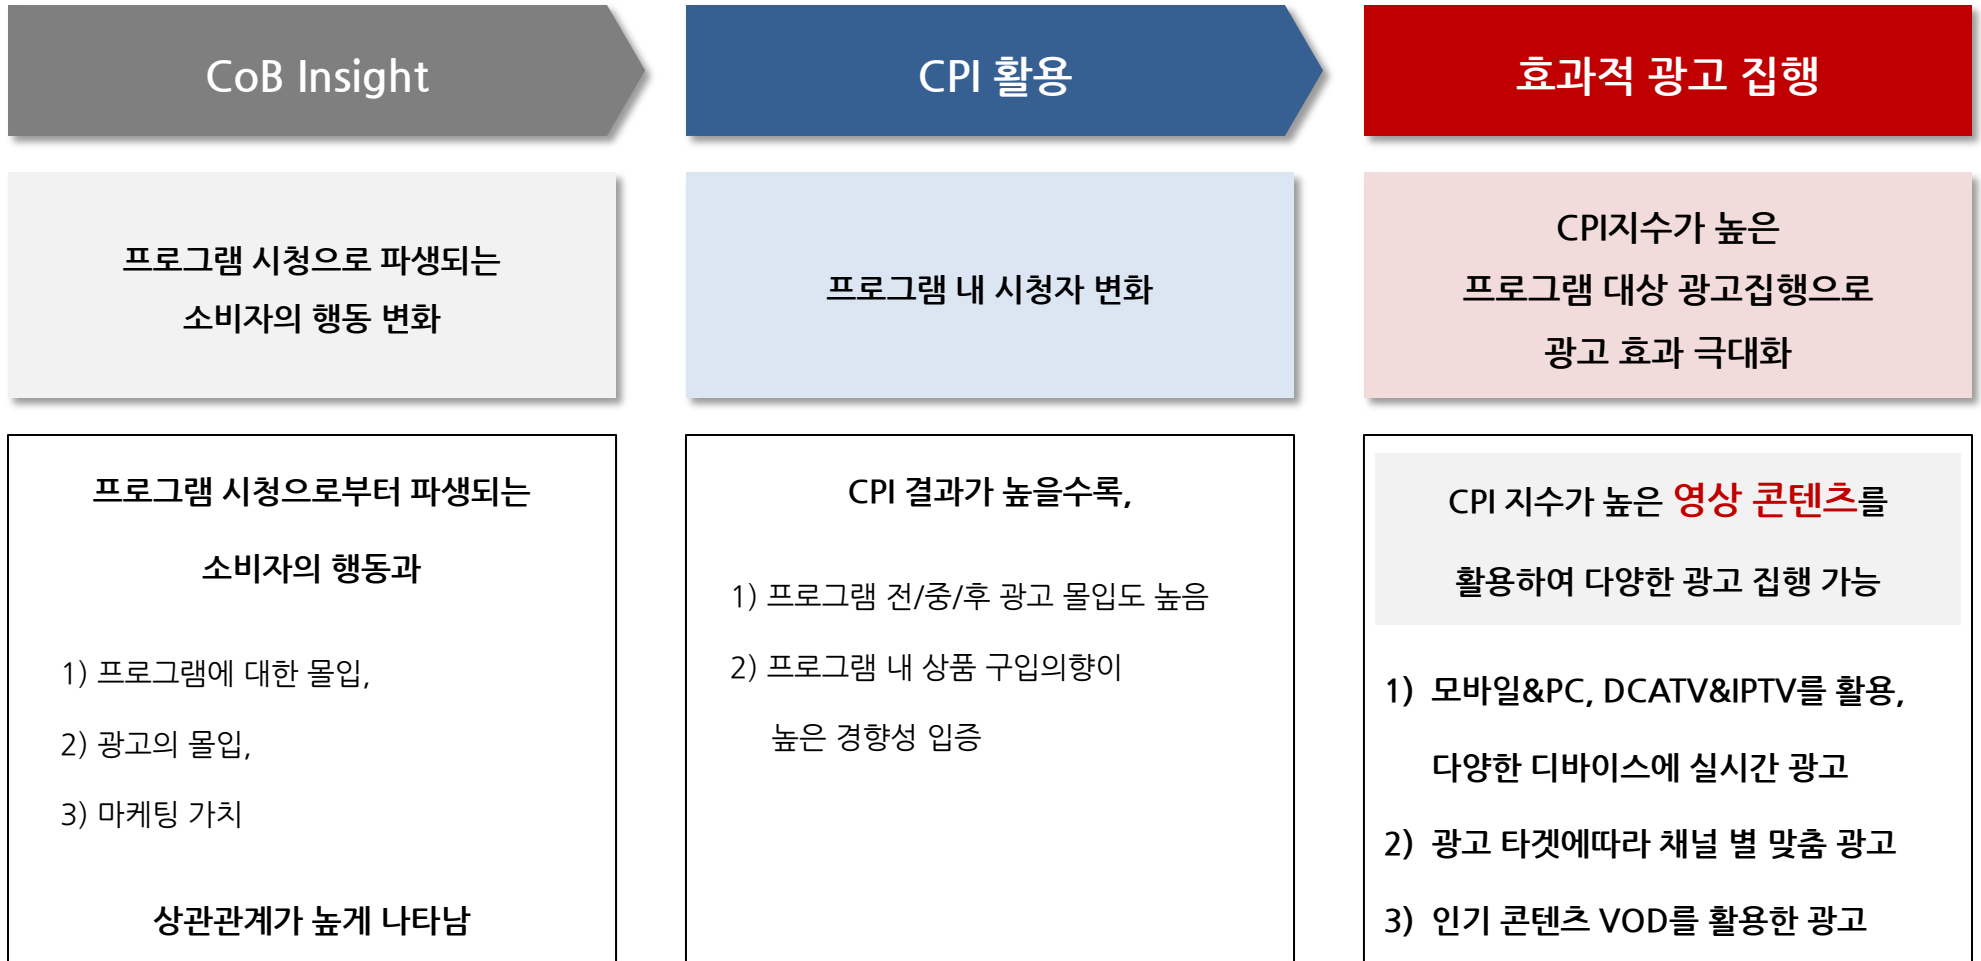 CoB Insight
프로그램 시청으로 파생되는
소비자의 행동 변화
프로그램 시청으로부터 파생되는
소비자의 행동과
1) 프로그램에 대한 몰입,
2) 광고의 몰입,
3) 마케팅 가치
상관관계가 높게 나타남
CPI 활용
프로그램 내 시청자 변화
CPI 결과가 높을수록,
1) 프로그램 전/중/후 광고 몰입도 높음
2) 프로그램 내 상품 구입의향이
높은 경향성 입증
효과적 광고 집행
CPI지수가 높은
프로그램 대상 광고집행으로
광고 효과 극대화
CPI 지수가 높은 영상 콘텐츠를
활용하여 다양한 광고 집행 가능
1) 모바일&PC, DCATV&IPTV를 활용,
다양한 디바이스에 실시간 광고
2) 광고 타겟에따라 채널 별 맞춤 광고
3) 인기 콘텐츠 VOD를 활용한 광고